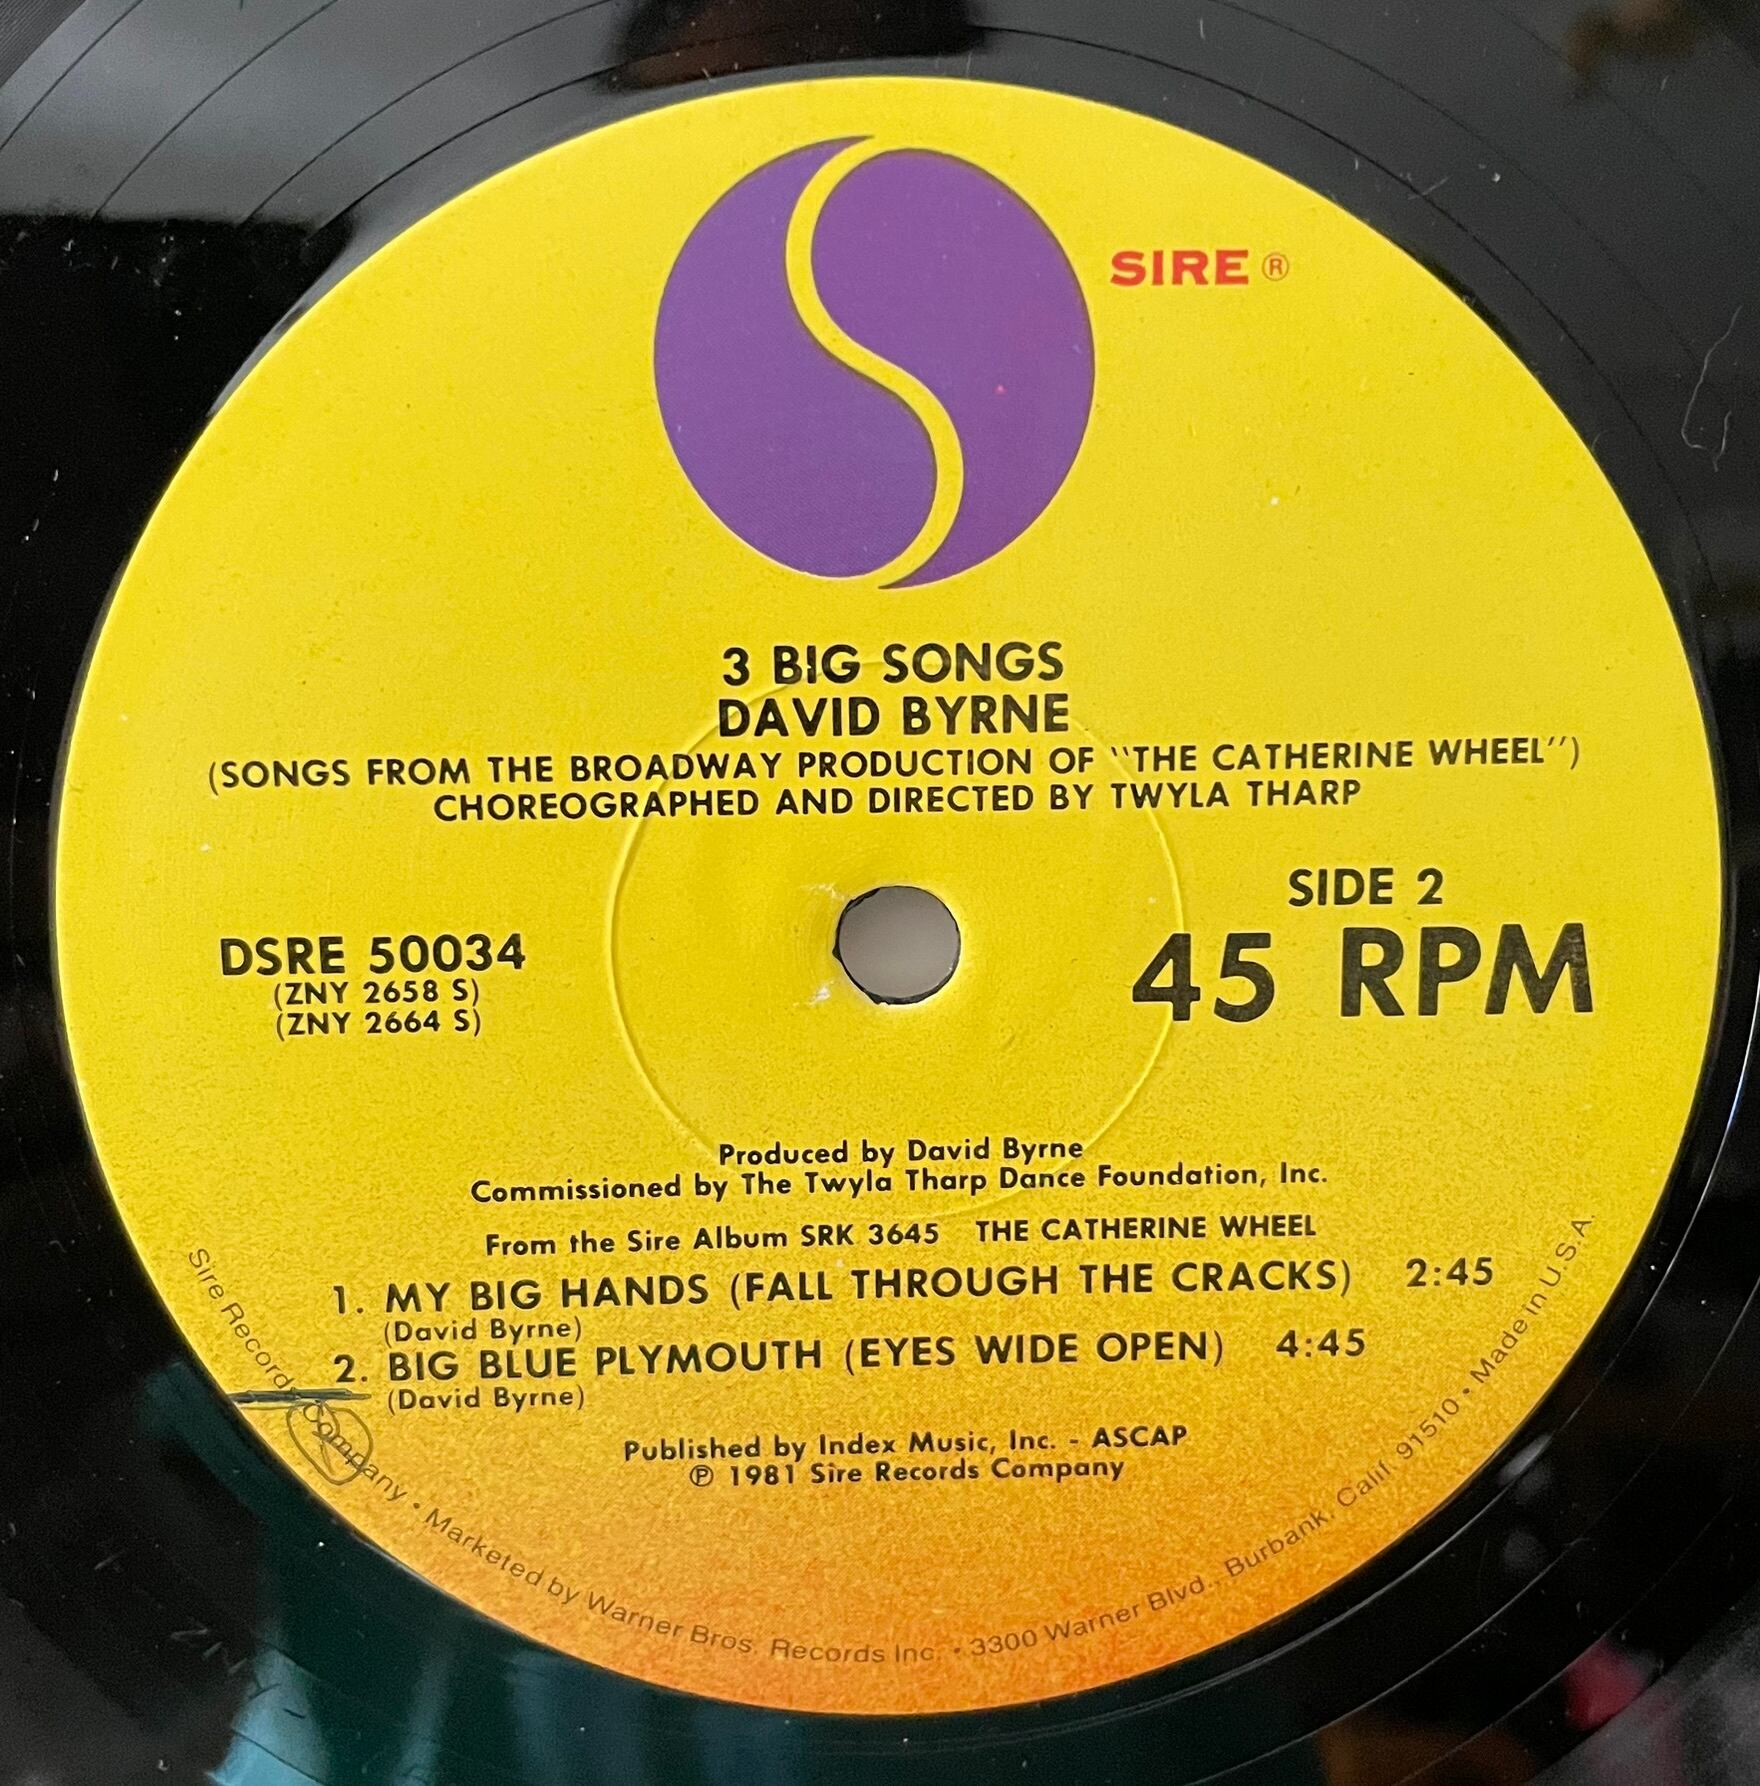 SIRE ®
3 BIG SONGS
DAVID BYRNE
(SONGS FROM THE BROADWAY PRODUCTION OF "THE CATHERINE WHEEL")
CHOREOGRAPHED AND DIRECTED BY TWYLA THARP
SIDE 2
DSRE 50034
45 RPM
(ZNY 2658 S)
(ZNY 2664 S)
Produced by David Byrne
Commissioned by The Twyla Tharp Dance Foundation, Inc.
From the Sire Album SRK 3645 THE CATHERINE WHEEL
1. MY BIG HANDS (FALL THROUGH THE CRACKS) 2:45
(David Byrne)
2. BIG BLUE PLYMOUTH (EYES WIDE OPEN) 4:45
(David Byrne)
Published by Index Music, Inc. - ASCAP
℗ 1981 Sire Records Company
Sire Records Company • Marketed by Warner Bros. Records Inc. • 3300 Warner Blvd., Burbank, Calif. 91510 • Made in U.S.A.